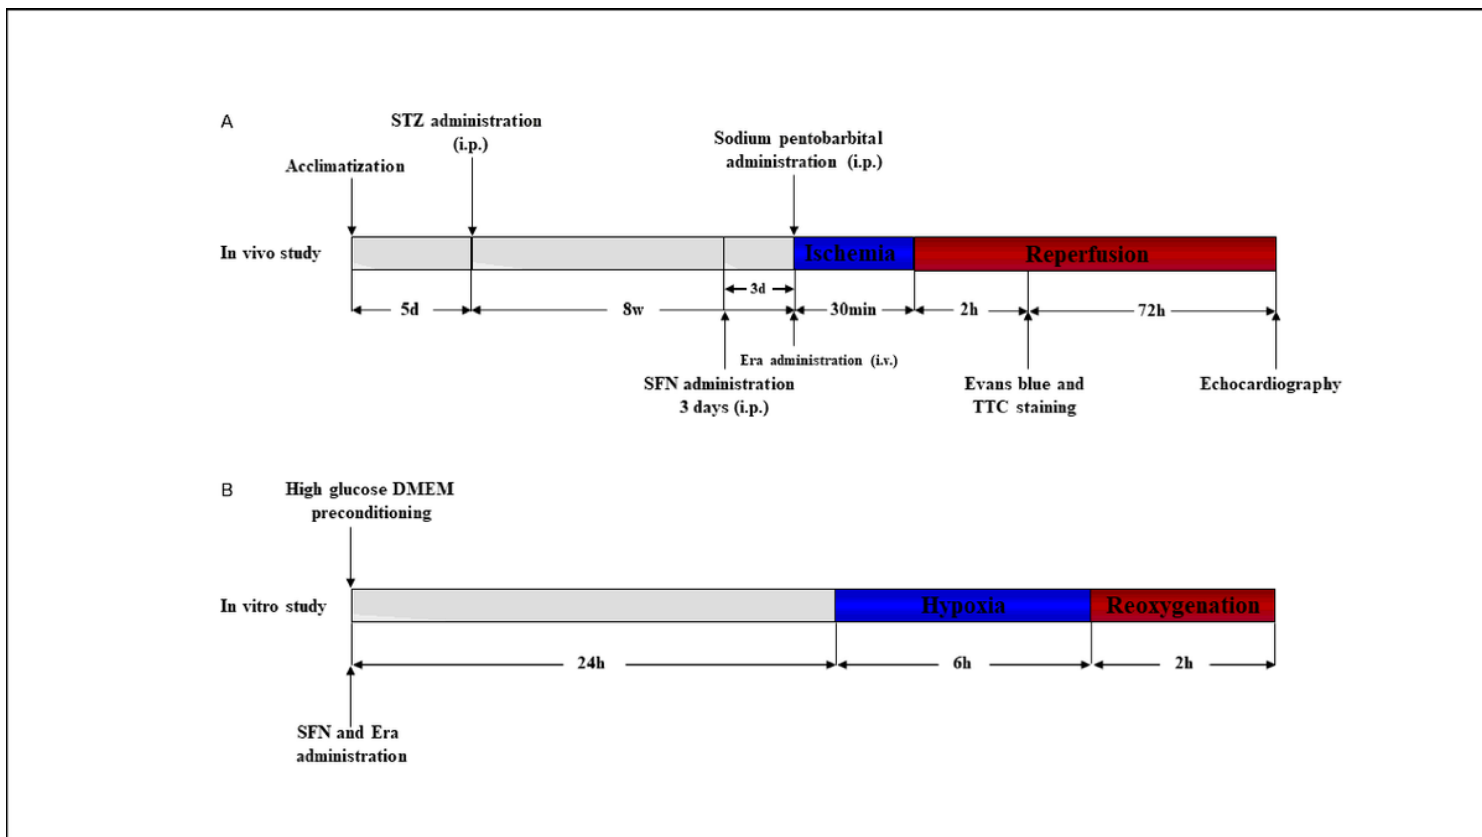 A
STZ administration
(i.p.)
Sodium pentobarbital
administration (i.p.)
Acclimatization
In vivo study
Ischemia
Reperfusion
3d
5d
8w
30min
2h
72h
Era administration (i.v.)
SFN administration
3 days (i.p.)
Evans blue and
TTC staining
Echocardiography
B
High glucose DMEM
preconditioning
In vitro study
Hypoxia
Reoxygenation
24h
6h
2h
SFN and Era
administration